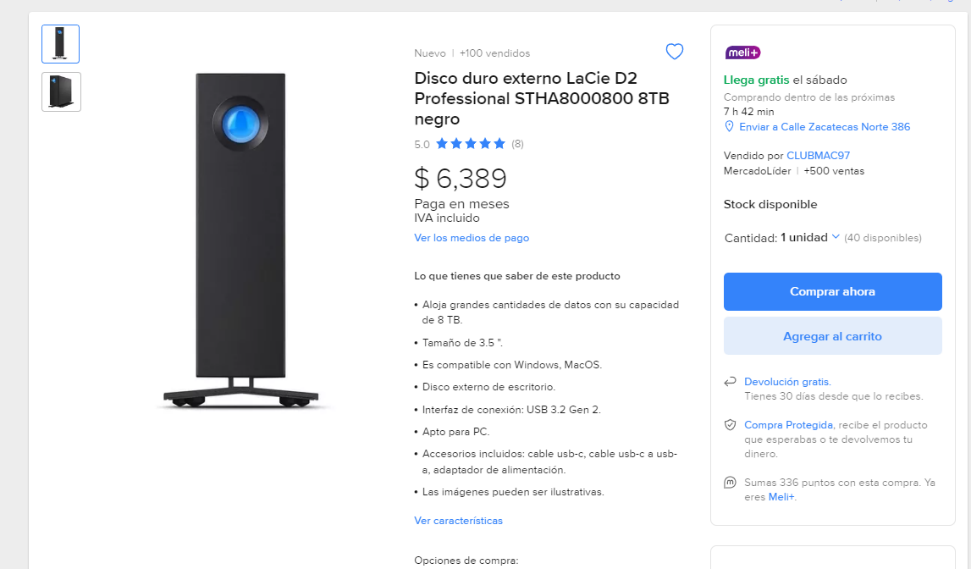 Nuevo | +100 vendidos
Disco duro externo LaCie D2
Professional STHA8000800 8TB
negro
5.0 (8)
$ 6,389
Paga en meses
IVA incluido
Ver los medios de pago
Lo que tienes que saber de este producto
• Aloja grandes cantidades de datos con su capacidad
de 8 TB.
• Tamaño de 3.5 ".
• Es compatible con Windows, MacOS.
• Disco externo de escritorio.
• Interfaz de conexión: USB 3.2 Gen 2.
• Apto para PC.
• Accesorios incluidos: cable usb-c, cable usb-c a usb-
a, adaptador de alimentación.
• Las imágenes pueden ser ilustrativas.
Ver características
Opciones de compra:
meli+
Llega gratis el sábado
Comprando dentro de las próximas
7 h 42 min
Enviar a Calle Zacatecas Norte 386
Vendido por CLUBMAC97
MercadoLíder | +500 ventas
Stock disponible
Cantidad: 1 unidad (40 disponibles)
Comprar ahora
Agregar al carrito
Devolución gratis.
Tienes 30 días desde que lo recibes.
Compra Protegida, recibe el producto
que esperabas o te devolvemos tu
dinero.
Sumas 336 puntos con esta compra. Ya
eres Meli+.